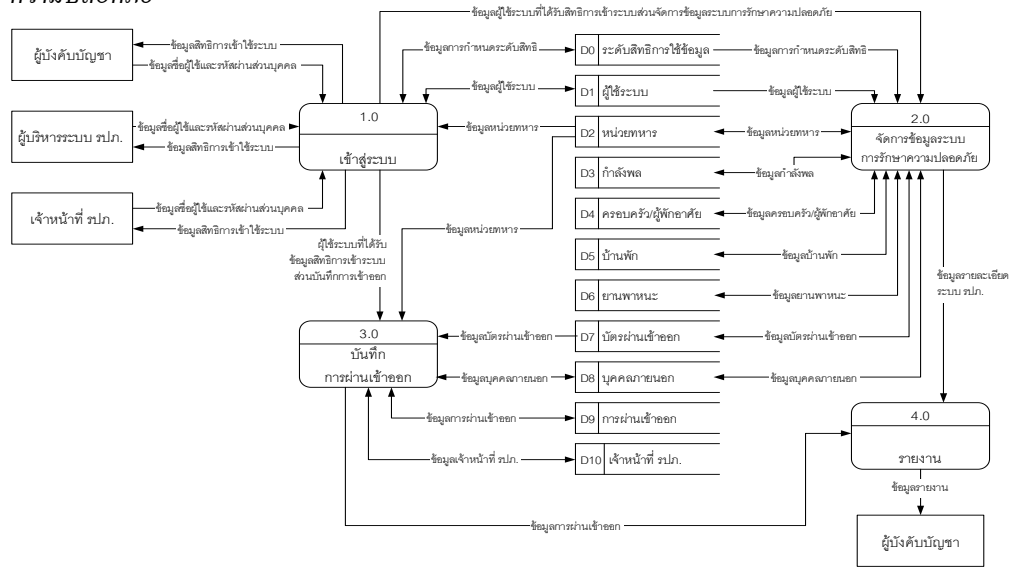 ข้อมูลผู้ใช้ระบบที่ได้รับสิทธิการเข้าระบบส่วนจัดการข้อมูลระบบการรักษาความปลอดภัย
ผู้บังคับบัญชา
ข้อมูลสิทธิการเข้าใช้ระบบ
ข้อมูลชื่อผู้ใช้และรหัสผ่านส่วนบุคคล
ข้อมูลการกำหนดระดับสิทธิ
D0 ระดับสิทธิการใช้ข้อมูล
ข้อมูลการกำหนดระดับสิทธิ
ข้อมูลผู้ใช้ระบบ
D1 ผู้ใช้ระบบ
ข้อมูลผู้ใช้ระบบ
ผู้บริหารระบบ รปภ.
ข้อมูลชื่อผู้ใช้และรหัสผ่านส่วนบุคคล
ข้อมูลสิทธิการเข้าใช้ระบบ
1.0
เข้าสู่ระบบ
ข้อมูลหน่วยทหาร
D2 หน่วยทหาร
ข้อมูลหน่วยทหาร
2.0
จัดการข้อมูลระบบ
การรักษาความปลอดภัย
D3 กำลังพล
ข้อมูลกำลังพล
เจ้าหน้าที่ รปภ.
ข้อมูลชื่อผู้ใช้และรหัสผ่านส่วนบุคคล
ข้อมูลสิทธิการเข้าใช้ระบบ
D4 ครอบครัว/ผู้พักอาศัย
ข้อมูลครอบครัว/ผู้พักอาศัย
ข้อมูลหน่วยทหาร
ผู้ใช้ระบบที่ได้รับ
ข้อมูลสิทธิการเข้าระบบ
ส่วนบันทึกการเข้าออก
D5 บ้านพัก
ข้อมูลบ้านพัก
ข้อมูลรายละเอียด
ระบบ รปภ.
D6 ยานพาหนะ
ข้อมูลยานพาหนะ
3.0
บันทึก
การผ่านเข้าออก
ข้อมูลบัตรผ่านเข้าออก
D7 บัตรผ่านเข้าออก
ข้อมูลบัตรผ่านเข้าออก
ข้อมูลบุคคลภายนอก
D8 บุคคลภายนอก
ข้อมูลบุคคลภายนอก
ข้อมูลการผ่านเข้าออก
D9 การผ่านเข้าออก
4.0
รายงาน
ข้อมูลเจ้าหน้าที่ รปภ.
D10 เจ้าหน้าที่ รปภ.
ข้อมูลรายงาน
ข้อมูลการผ่านเข้าออก
ผู้บังคับบัญชา